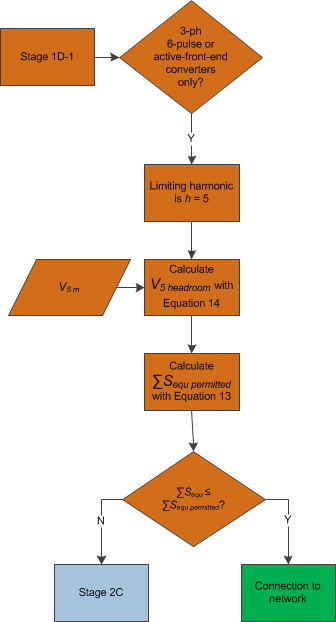 3-ph
6-pulse or
active-front-end
converters
only?
Stage 1D-1
Y
Limiting harmonic
is h = 5
Calculate
V5 headroom with
Equation 14
V5 m
Calculate
∑Sequ permitted
with Equation 13
∑Sequ ≤
∑Sequ permitted?
N
Y
Stage 2C
Connection to
network